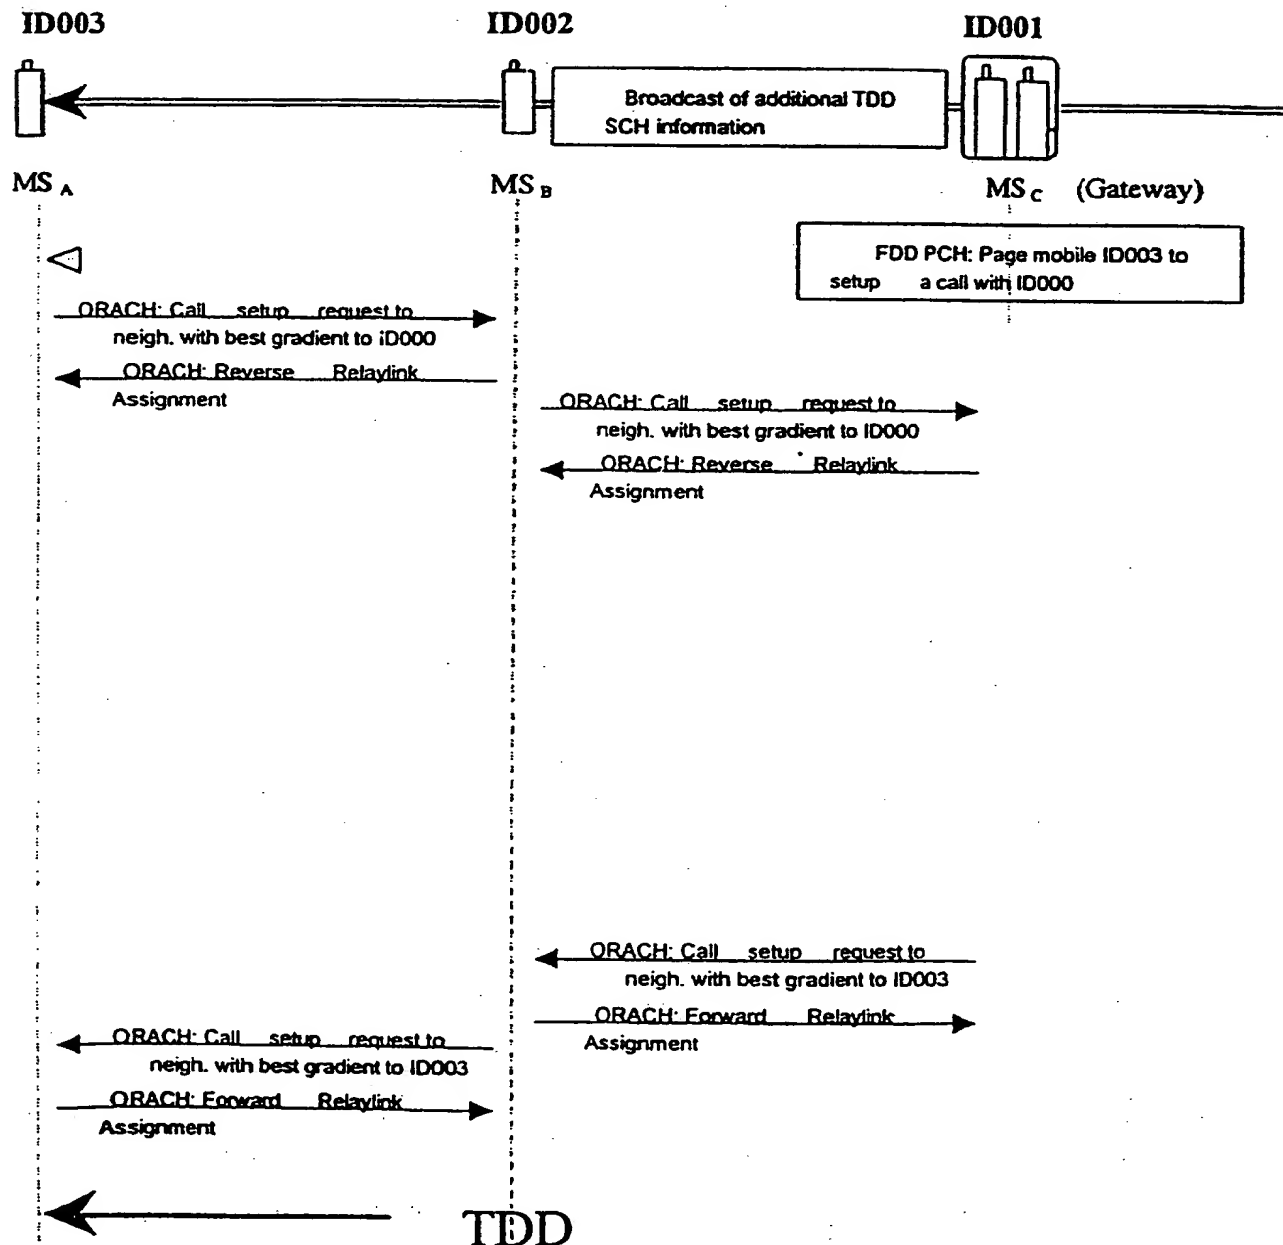 ID003 ID002 ID001
Broadcast of additional TDD
SCH information
MS A MS B MS C (Gateway)
FDD PCH: Page mobile ID003 to
setup a call with ID000
ORACH: Call setup request to
neigh. with best gradient to iD000
ORACH: Reverse Relaylink
Assignment
ORACH: Call setup request to
neigh. with best gradient to ID000
ORACH: Reverse Relaylink
Assignment
ORACH: Call setup request to
neigh. with best gradient to ID003
ORACH: Forward Relaylink
Assignment
ORACH: Call setup request to
neigh. with best gradient to ID003
ORACH: Forward Relaylink
Assignment
TDD